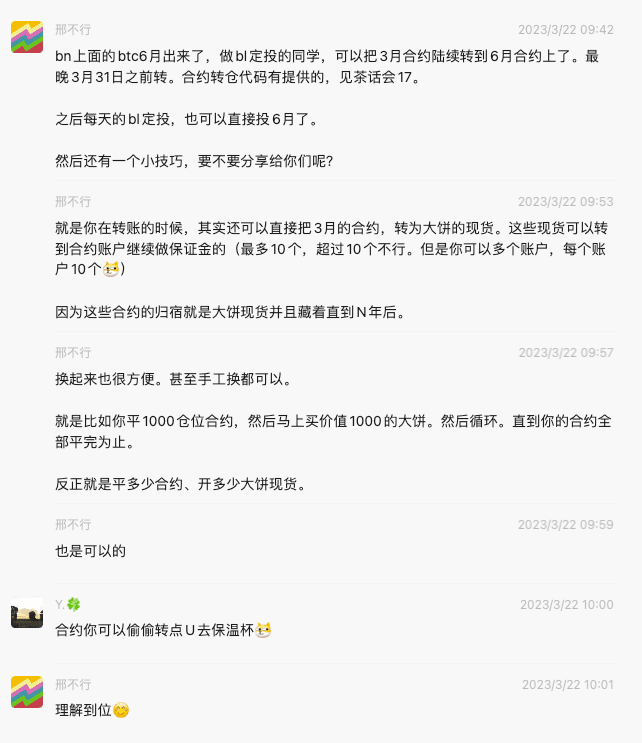 邢不行 2023/3/22 09:42
bn上面的btc6月出来了，做bl定投的同学，可以把3月合约陆续转到6月合约上了。最
晚3月31日之前转。合约转仓代码有提供的，见茶话会17。
之后每天的bl定投，也可以直接投6月了。
然后还有一个小技巧，要不要分享给你们呢？
邢不行 2023/3/22 09:53
就是你在转账的时候，其实还可以直接把3月的合约，转为大饼的现货。这些现货可以转
到合约账户继续做保证金的（最多10个，超过10个不行。但是你可以多个账户，每个账
户10个😹）
因为这些合约的归宿就是大饼现货并且藏着直到N年后。
邢不行 2023/3/22 09:57
换起来也很方便。甚至手工换都可以。
就是比如你平1000仓位合约，然后马上买价值1000的大饼。然后循环。直到你的合约全
部平完为止。
反正就是平多少合约、开多少大饼现货。
邢不行 2023/3/22 09:59
也是可以的
Y.🍀 2023/3/22 10:00
合约你可以偷偷转点U去保温杯😹
邢不行 2023/3/22 10:01
理解到位😊